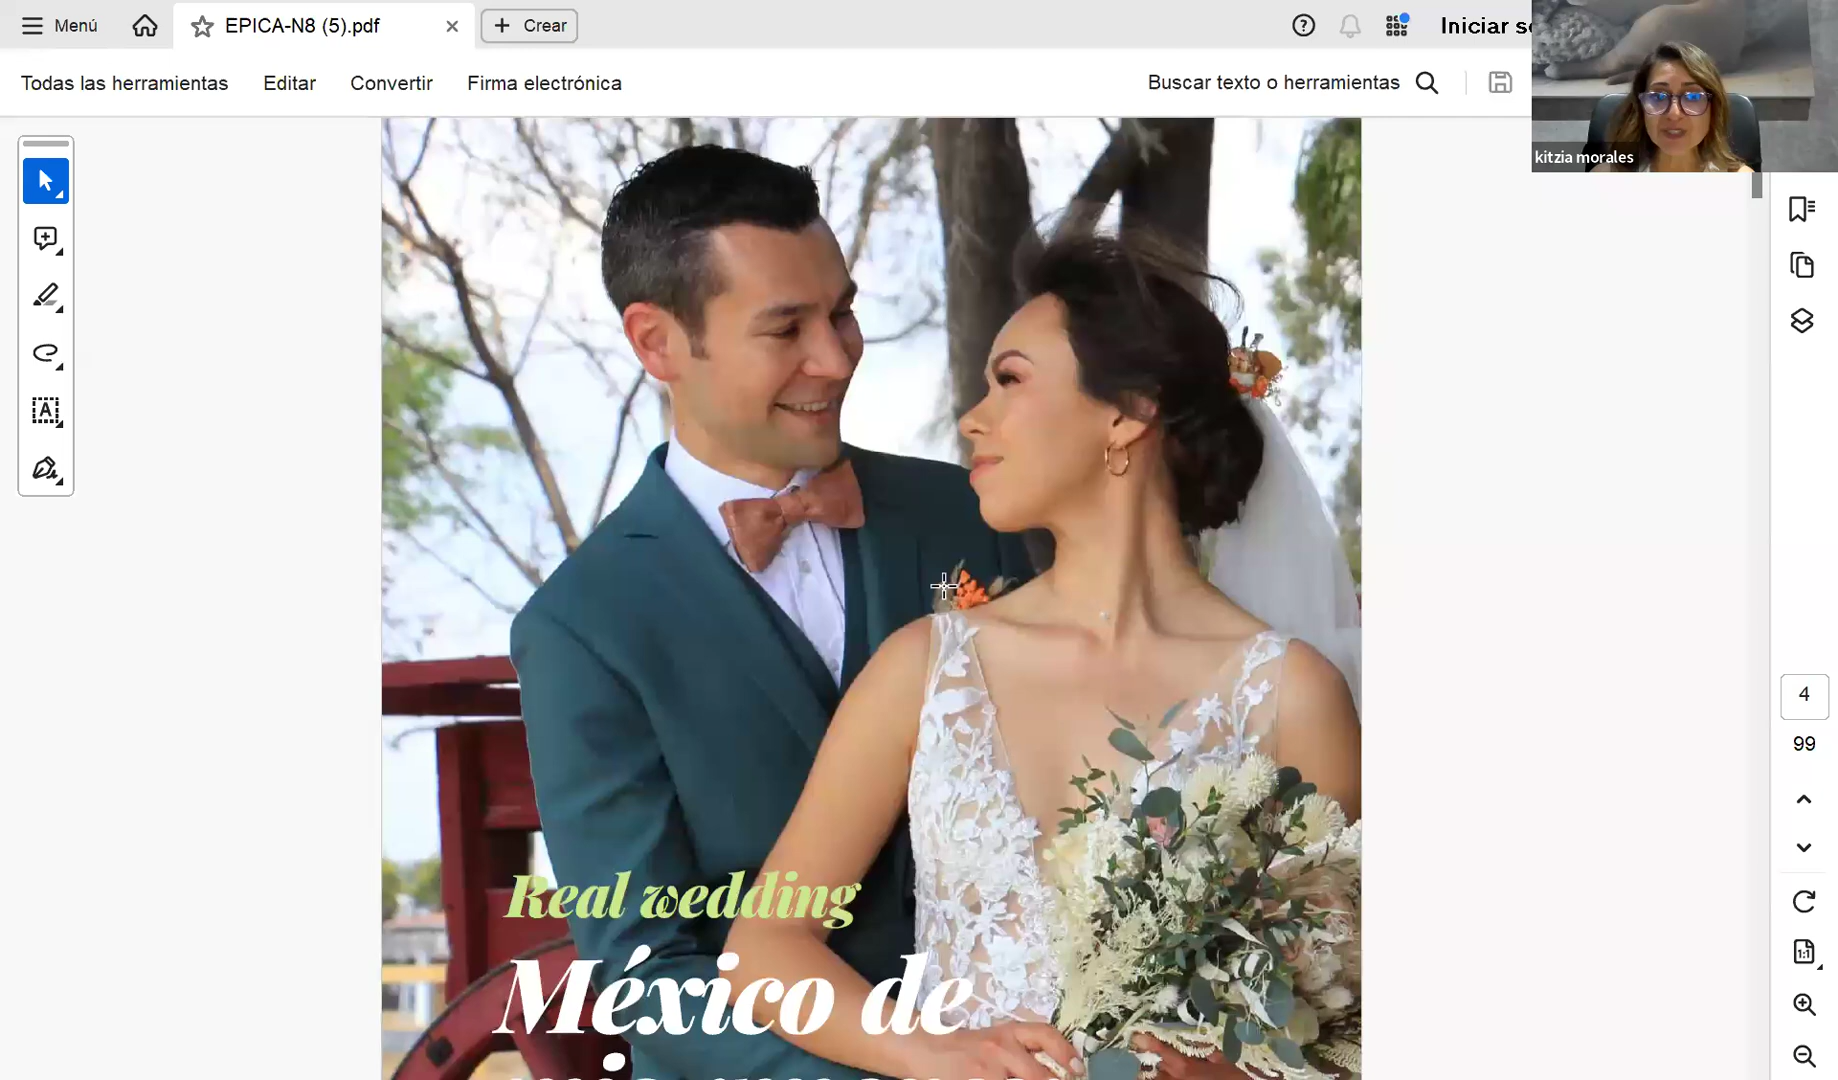 Menú
EPICA-N8 (5).pdf
Crear
Iniciar
Todas las herramientas
Editar
Convertir
Firma electrónica
Buscar texto o herramientas
kitzia morales
4
99
Real wedding
México de